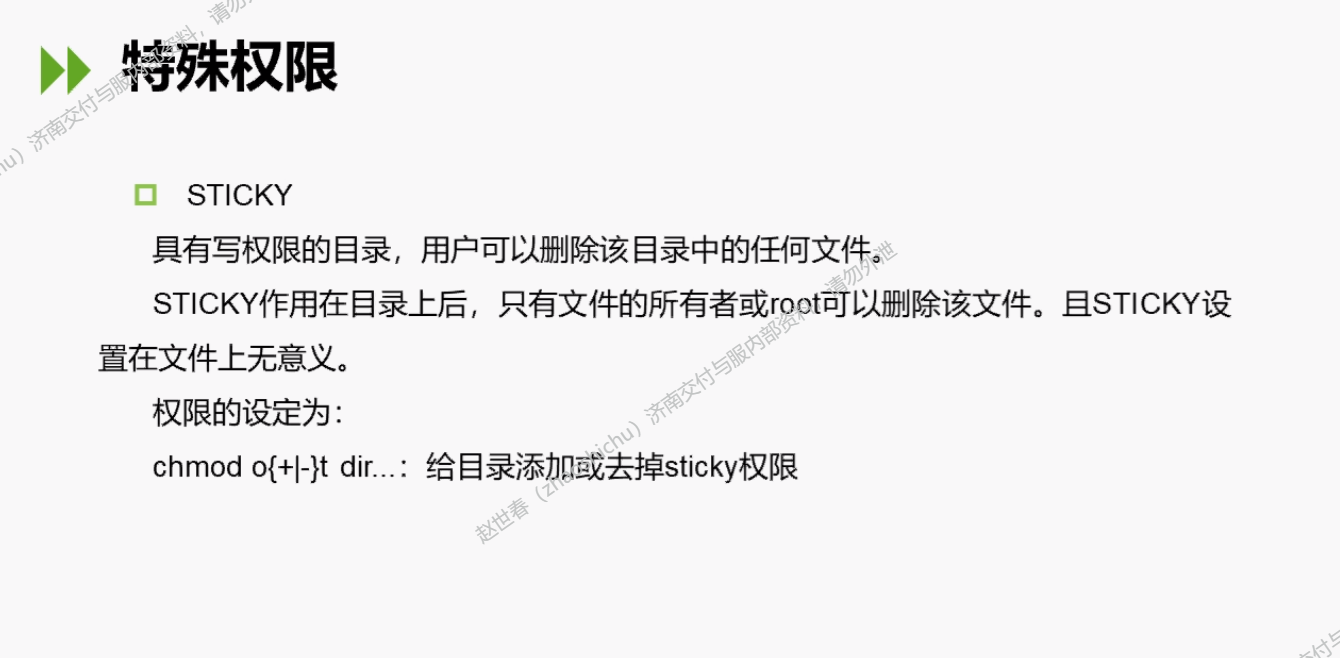 特殊权限
STICKY
具有写权限的目录，用户可以删除该目录中的任何文件。
STICKY作用在目录上后，只有文件的所有者或root可以删除该文件。且STICKY设
置在文件上无意义。
权限的设定为：
chmod o{+|-}t dir...：给目录添加或去掉sticky权限
hu）济南交付与服内部资料，请勿
赵世春（zhaoshichu）济南交付与服内部资料，请勿外泄